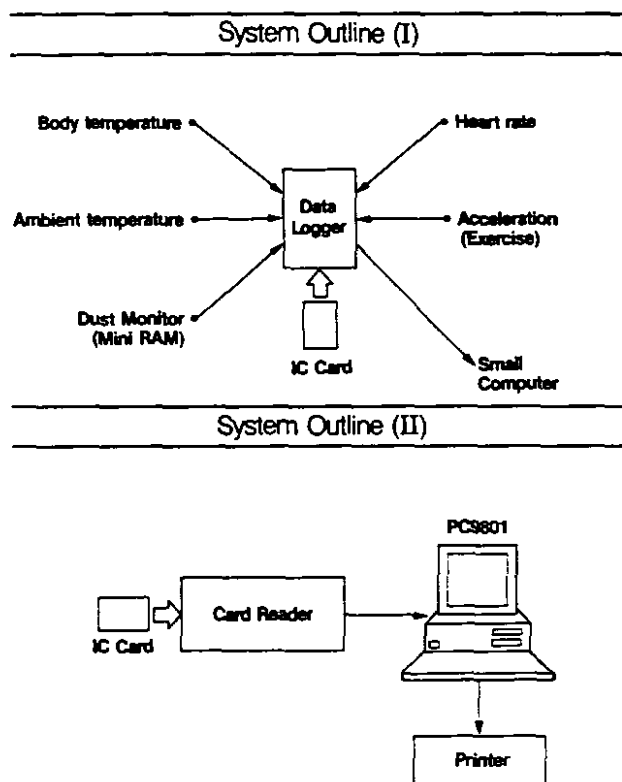 System Outline (I)
Body temperature
Heart rate
Data
Logger
Ambient temperature
Acceleration
(Exercise)
Dust Monitor
(Mini RAM)
IC Card
Small
Computer
System Outline (II)
PC9801
Card Reader
IC Card
Printer